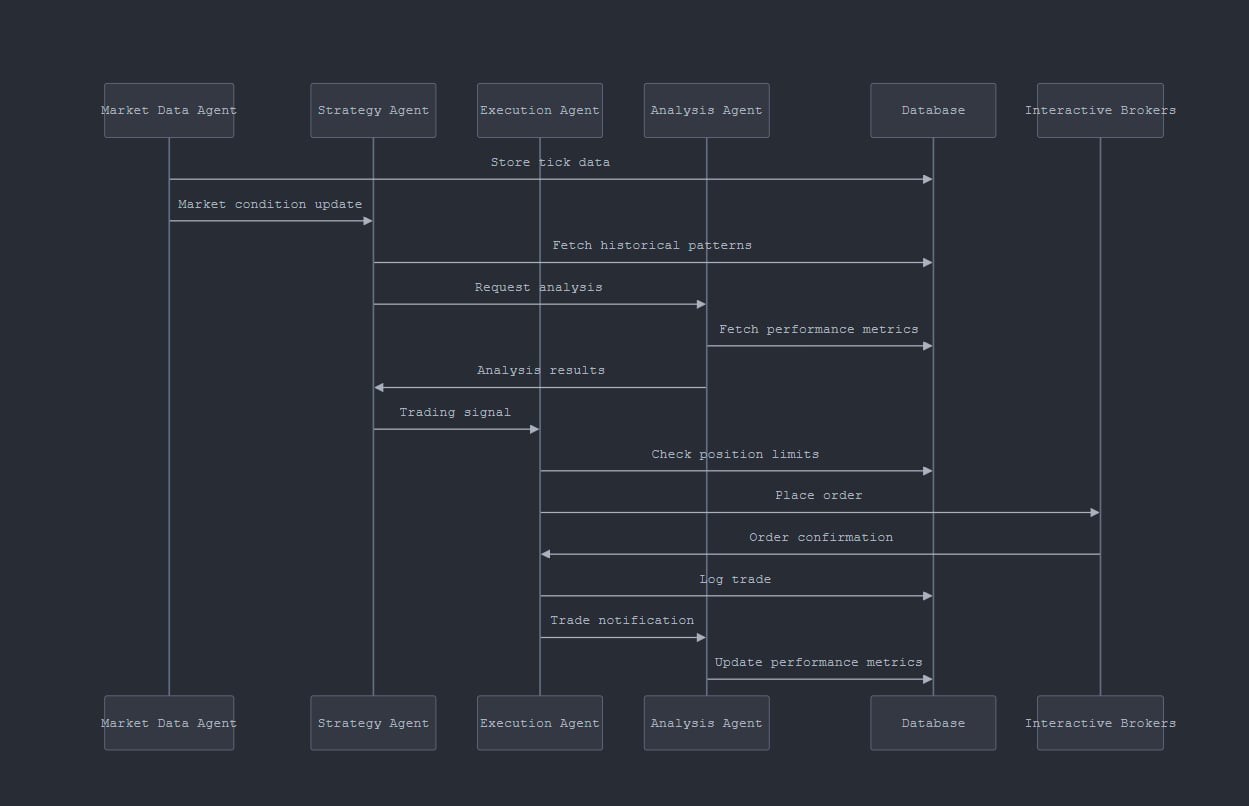 Market Data Agent
Strategy Agent
Execution Agent
Analysis Agent
Database
Interactive Brokers
Store tick data
Market condition update
Fetch historical patterns
Request analysis
Fetch performance metrics
Analysis results
Trading signal
Check position limits
Place order
Order confirmation
Log trade
Trade notification
Update performance metrics
Market Data Agent
Strategy Agent
Execution Agent
Analysis Agent
Database
Interactive Brokers